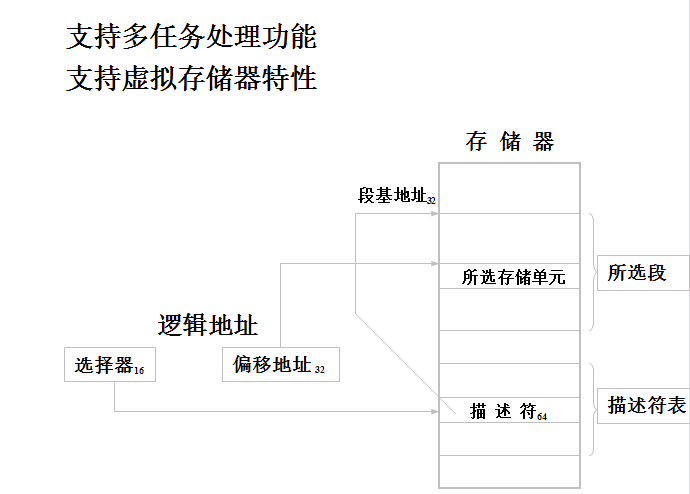 支持多任务处理功能
支持虚拟存储器特性
存 储 器
段基地址32
所选存储单元
所选段
逻辑地址
选择器16
偏移地址 32
描 述 符64
描述符表